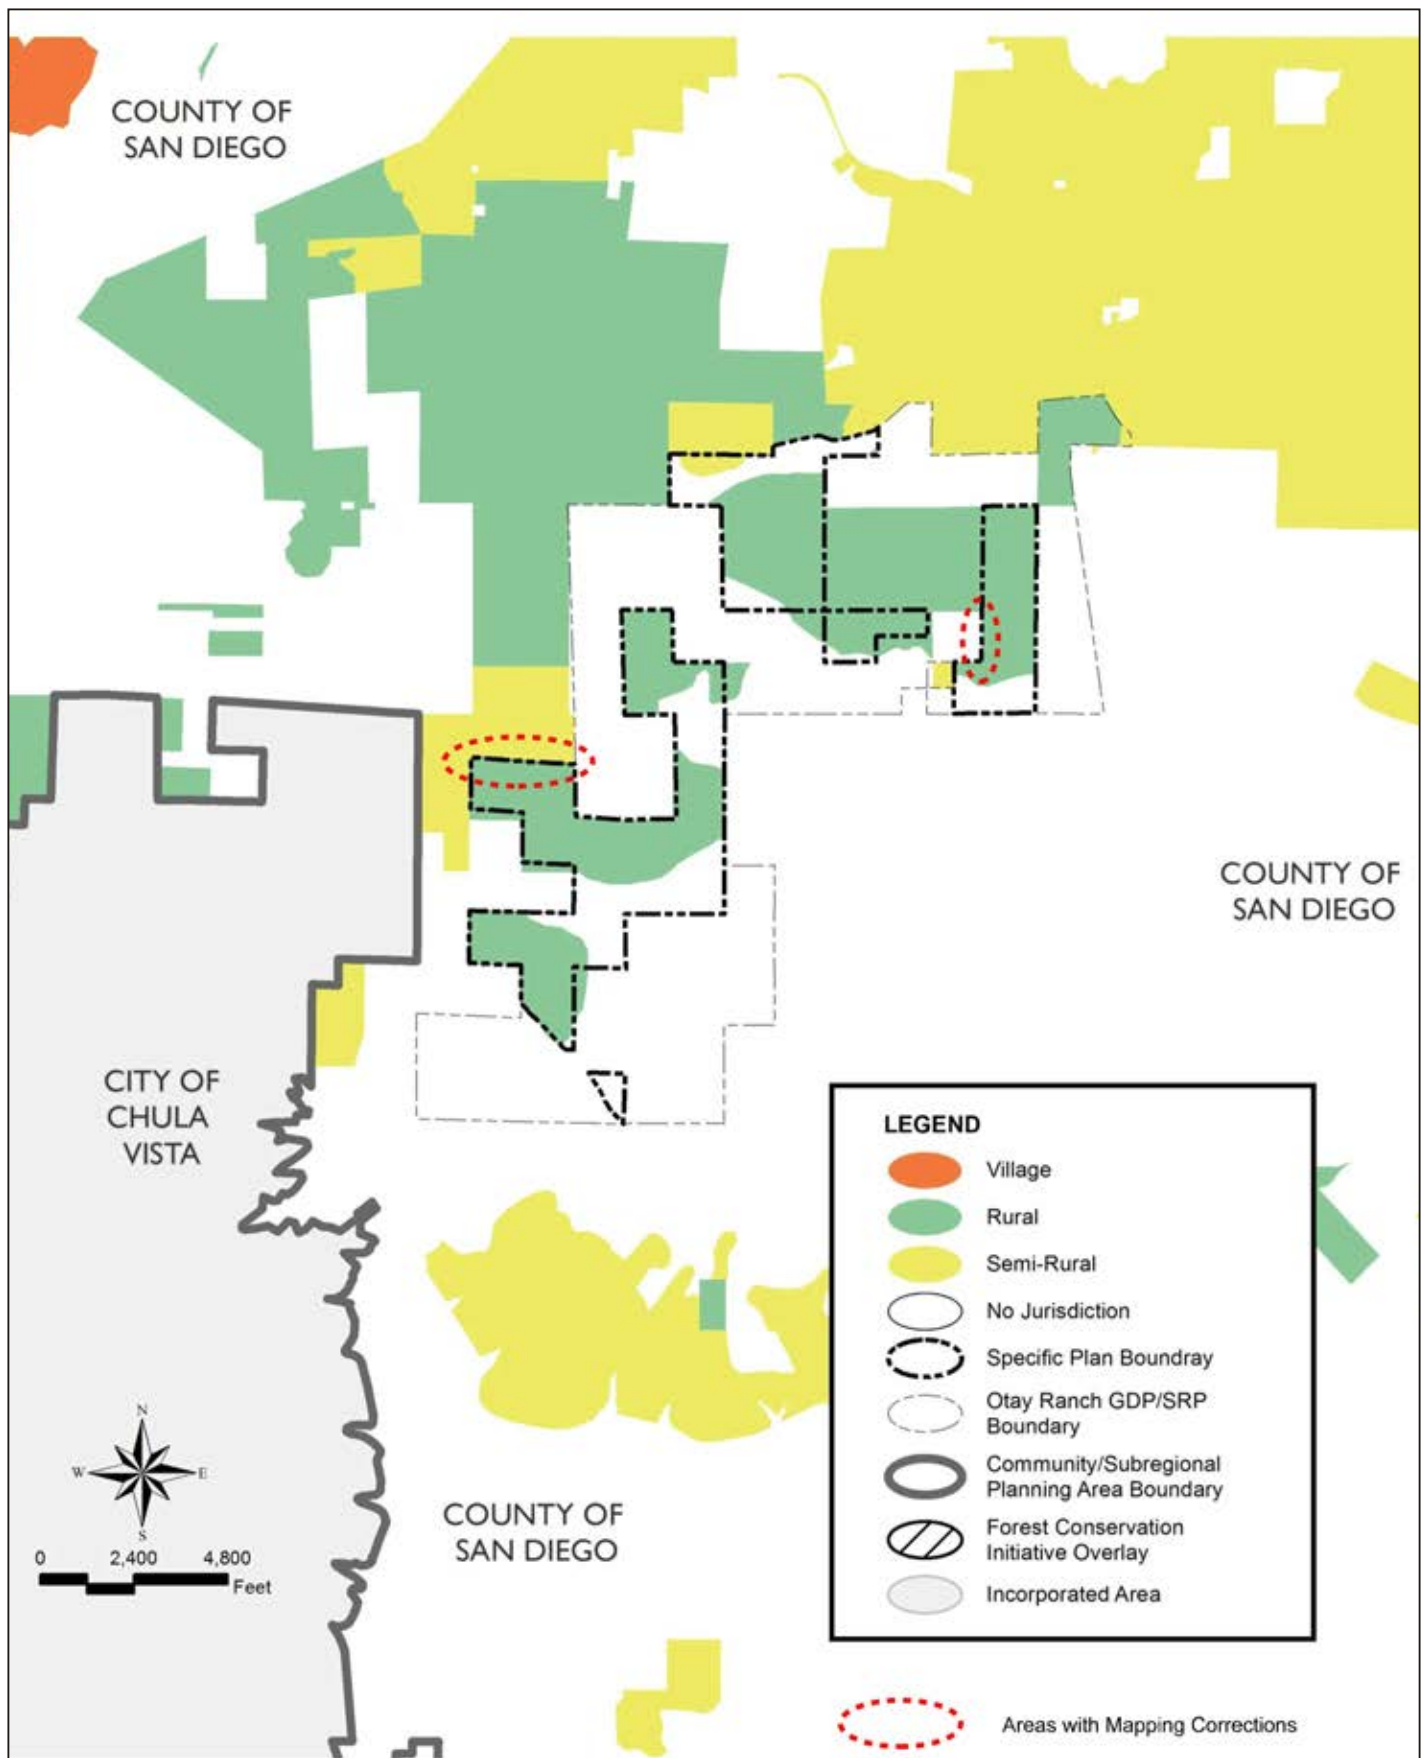 COUNTY OF
SAN DIEGO
COUNTY OF
SAN DIEGO
CITY OF
CHULA
VISTA
LEGEND
Village
Rural
Semi-Rural
No Jurisdiction
Specific Plan Boundray
Otay Ranch GDP/SRP
Boundary
Community/Subregional
Planning Area Boundary
Forest Conservation
Initiative Overlay
Incorporated Area
N
W E
S
COUNTY OF
SAN DIEGO
0 2,400 4,800
Feet
Areas with Mapping Corrections